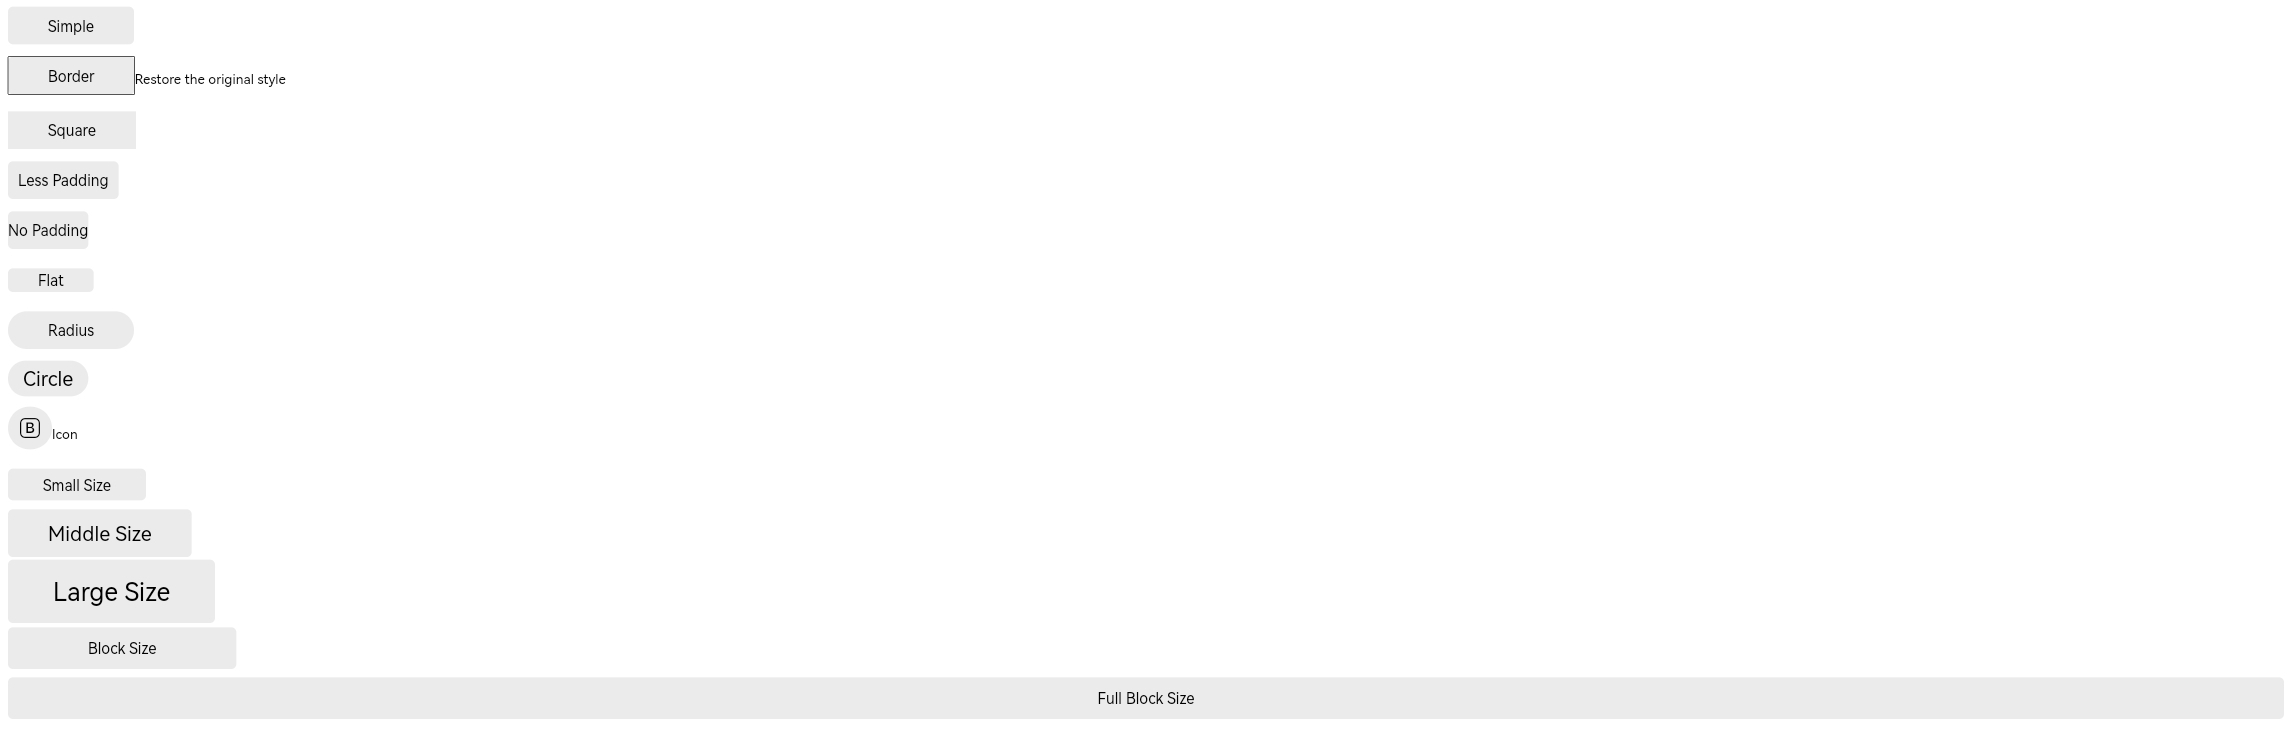 Simple
Border Restore the original style
Square
Less Padding
No Padding
Flat
Radius
Circle
B Icon
Small Size
Middle Size
Large Size
Block Size
Full Block Size